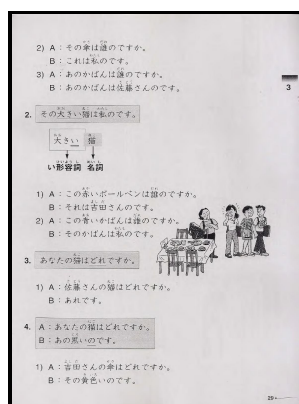 2) A：その傘は誰のですか。
B：これは私のです。
3) A：あのかばんは誰のですか。
B：あのかばんは佐藤さんのです。
3
2. その大きい猫は私のです。
大きい 猫
い形容詞 名詞
1) A：この赤いボールペンは誰のですか。
B：それは吉田さんのです。
2) A：この青いかばんは誰のですか。
B：そのかばんは私のです。
3. あなたの猫はどれですか。
1) A：佐藤さんの猫はどれですか。
B：あれです。
4. A：あなたの猫はどれですか。
B：あの黒いのです。
1) A：吉田さんの傘はどれですか。
B：その黄色いのです。
29